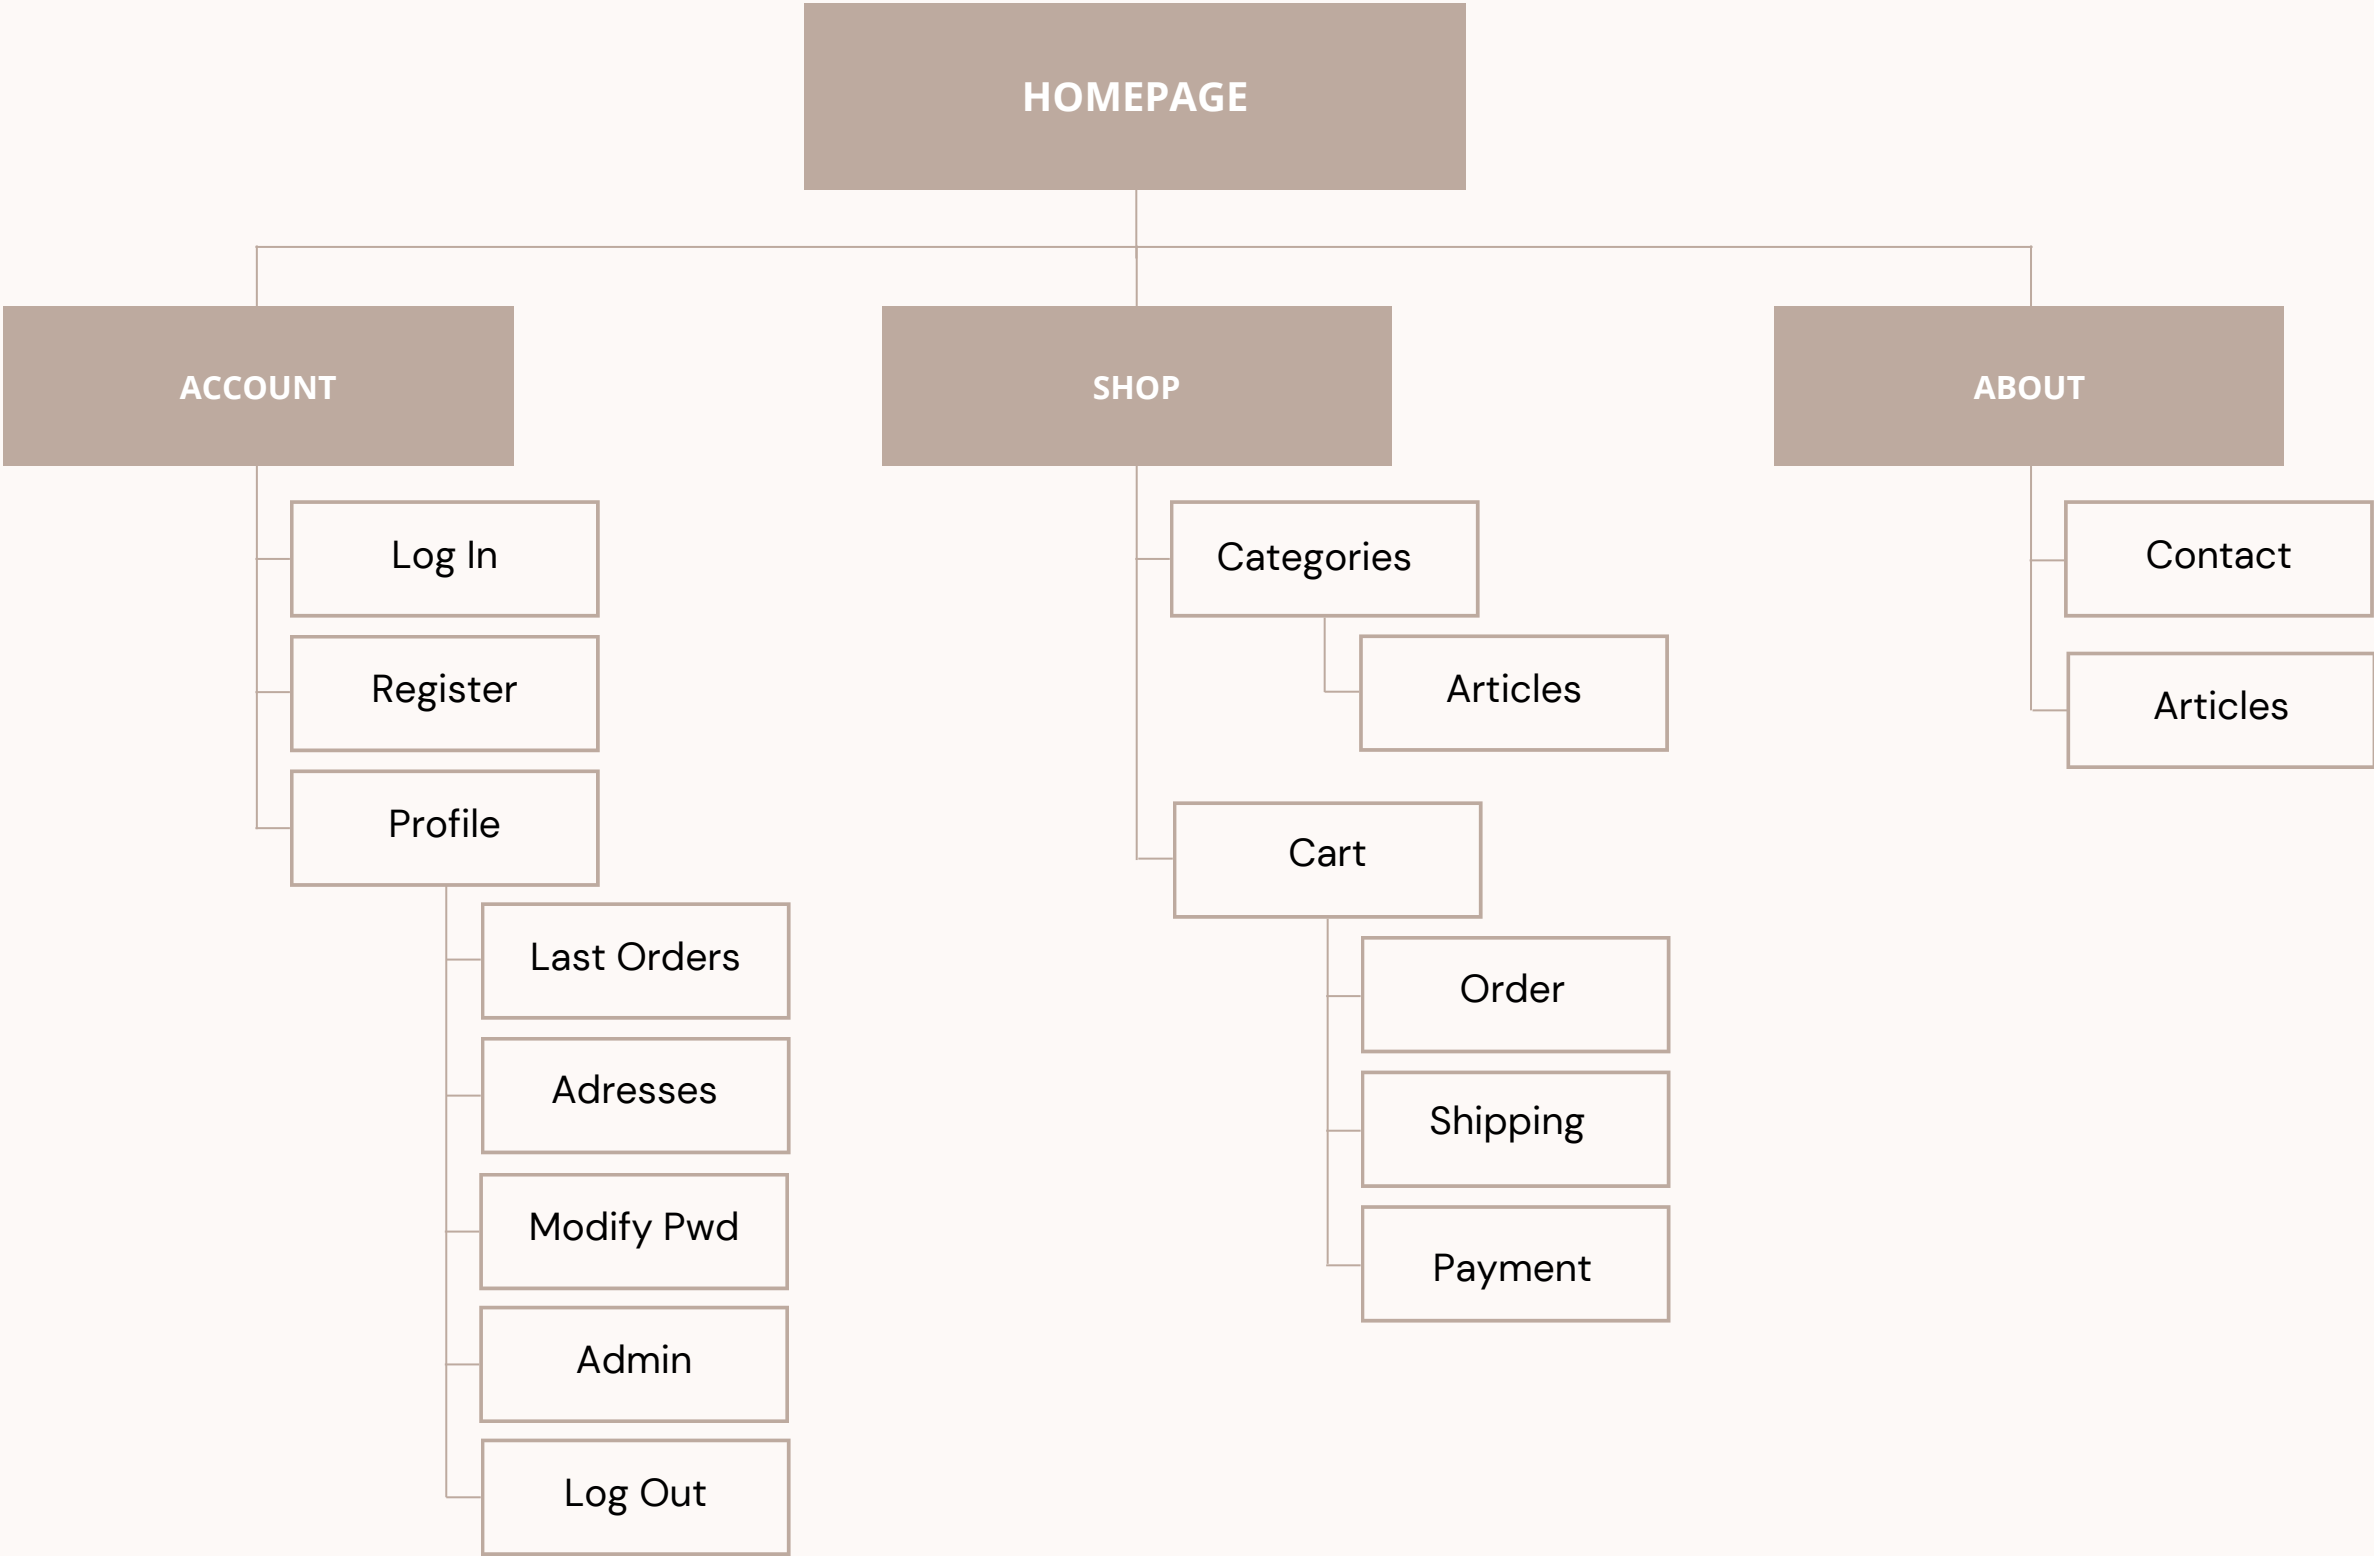 HOMEPAGE
ACCOUNT
SHOP
ABOUT
Log In
Register
Profile
Last Orders
Adresses
Modify Pwd
Admin
Log Out
Categories
Articles
Cart
Order
Shipping
Payment
Contact
Articles